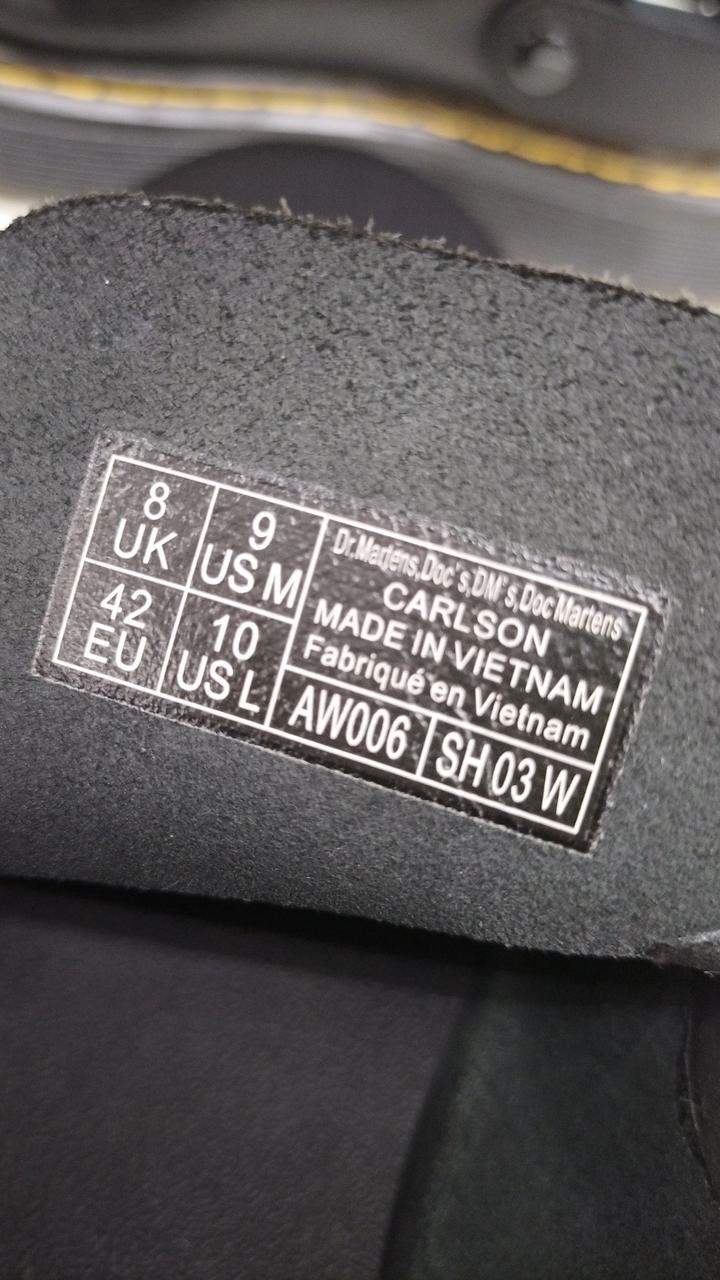 8
UK
9
US M
42
EU
10
US L
Dr.Martens,Doc's,DM's,Doc Martens
CARLSON
MADE IN VIETNAM
Fabriqué en Vietnam
AW006
SH 03 W